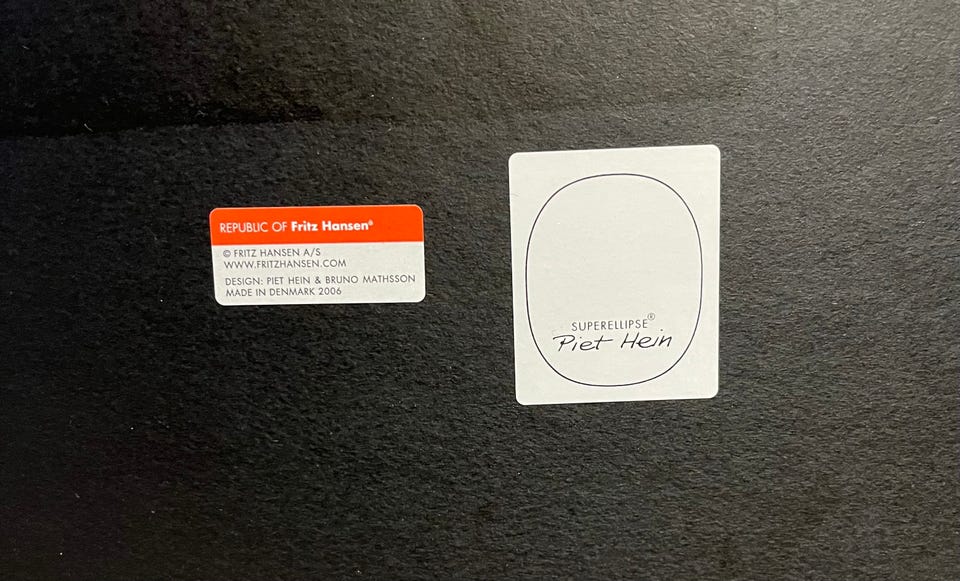 REPUBLIC OF Fritz Hansen®
© FRITZ HANSEN A/S
WWW.FRITZHANSEN.COM
DESIGN: PIET HEIN & BRUNO MATHSSON
MADE IN DENMARK 2006
SUPERELLIPSE®
Piet Hein